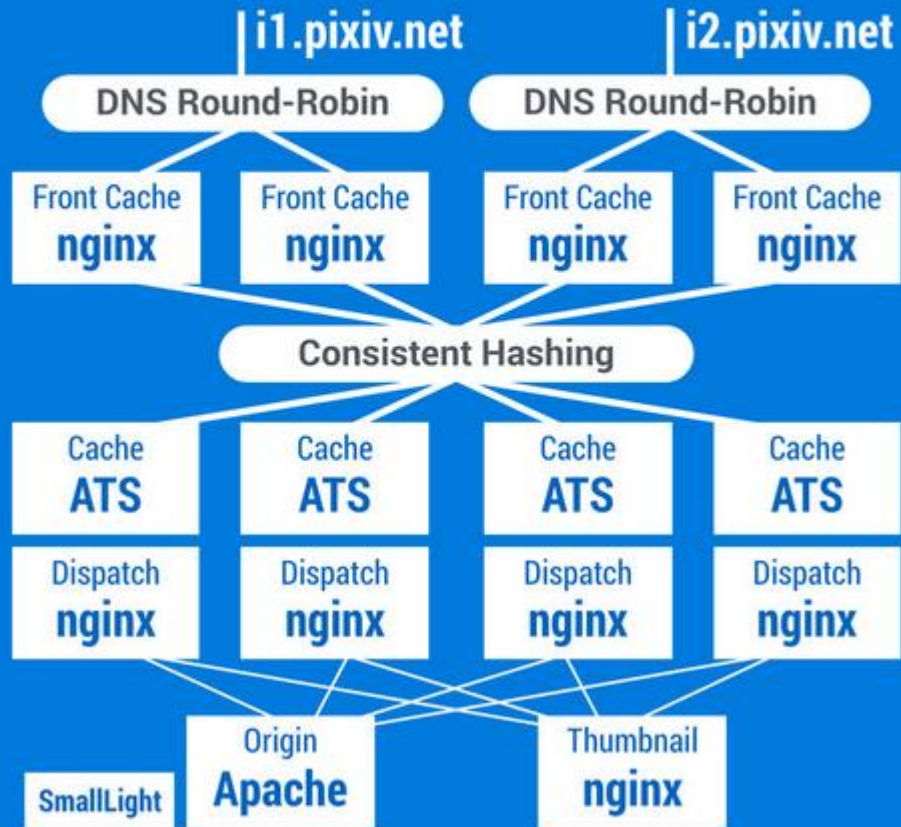 i1.pixiv.net i2.pixiv.net
DNS Round-Robin DNS Round-Robin
Front Cache Front Cache Front Cache Front Cache
nginx nginx nginx nginx
Consistent Hashing
Cache Cache Cache Cache
ATS ATS ATS ATS
Dispatch Dispatch Dispatch Dispatch
nginx nginx nginx nginx
Origin Thumbnail
SmallLight Apache nginx